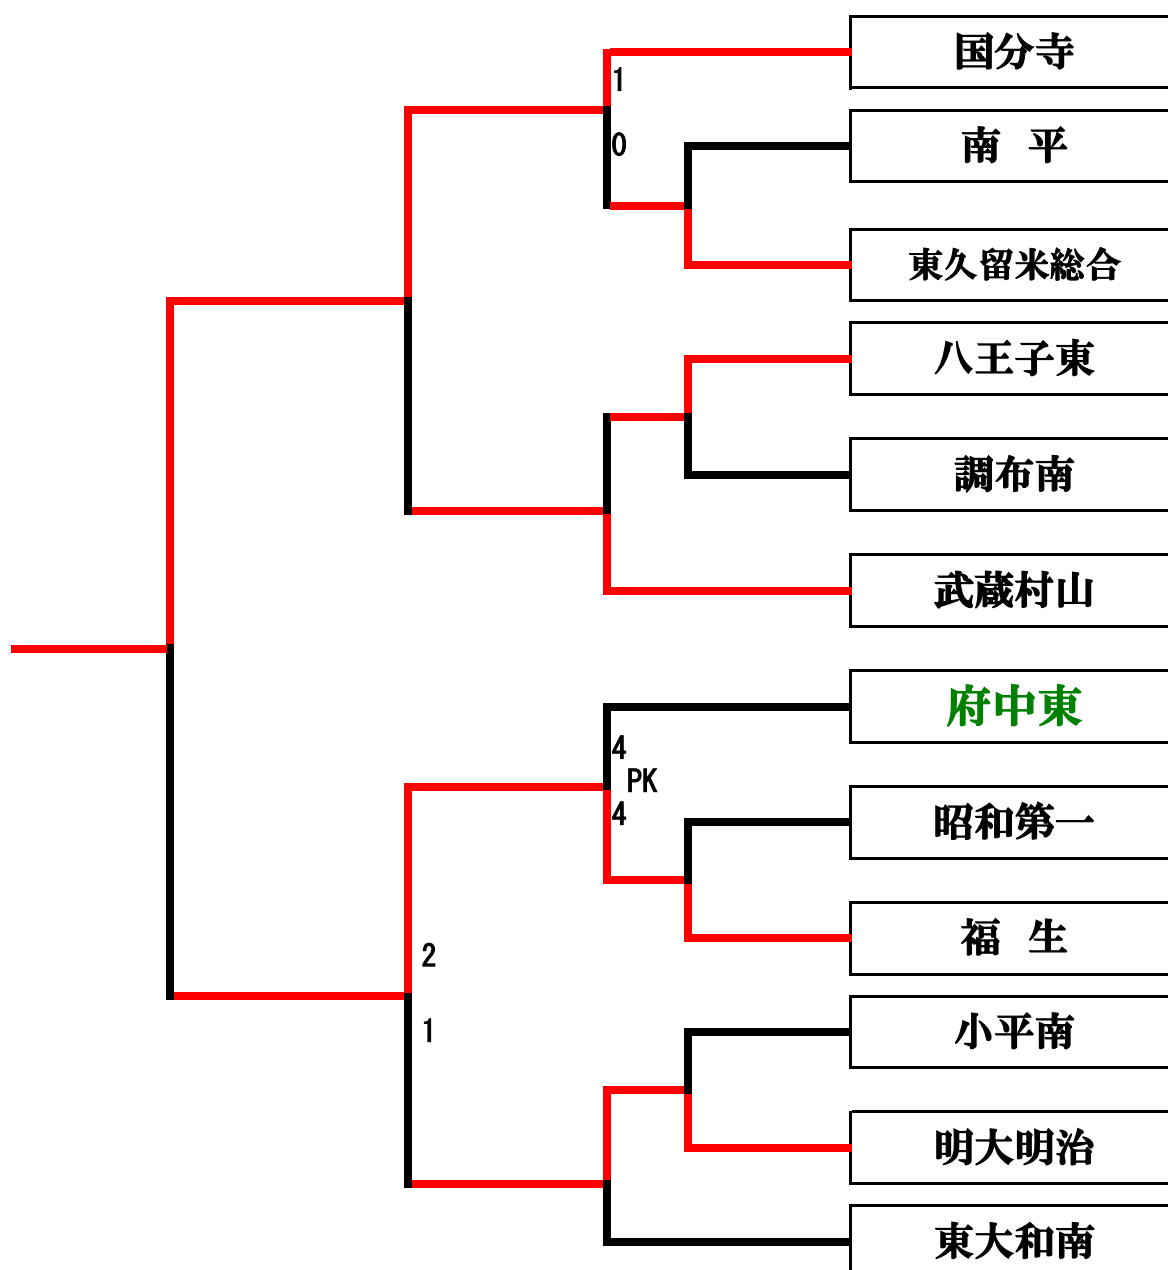 国分寺
1
0
南 平
東久留米総合
八王子東
調布南
武蔵村山
府中東
4
PK
4
昭和第一
福 生
2
1
小平南
明大明治
東大和南